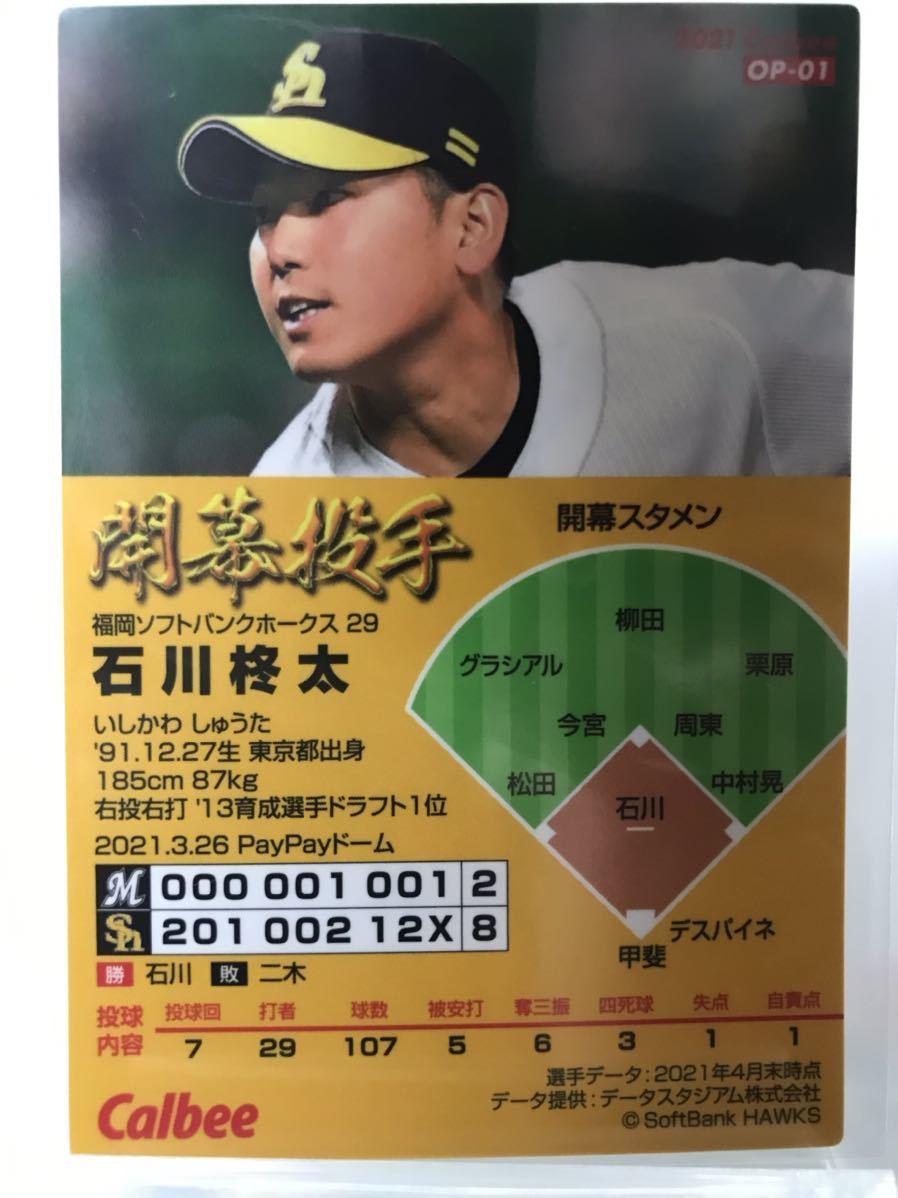 2021 Calbee
OP-01
Sh
開幕投手
福岡ソフトバンクホークス 29
石川柊太
いしかわ しゅうた
'91.12.27生 東京都出身
185cm 87kg
右投右打 '13育成選手ドラフト1位
2021.3.26 PayPayドーム
M 000 001 001 2
Sh 201 002 12X 8
勝 石川 敗 二木
開幕スタメン
柳田
グラシアル 栗原
今宮 周東
松田 石川 中村晃
デスパイネ
甲斐
投球内容
投球回 打者 球数 被安打 奪三振 四死球 失点 自責点
7 29 107 5 6 3 1 1
選手データ:2021年4月末時点
データ提供:データスタジアム株式会社
© SoftBank HAWKS
Calbee